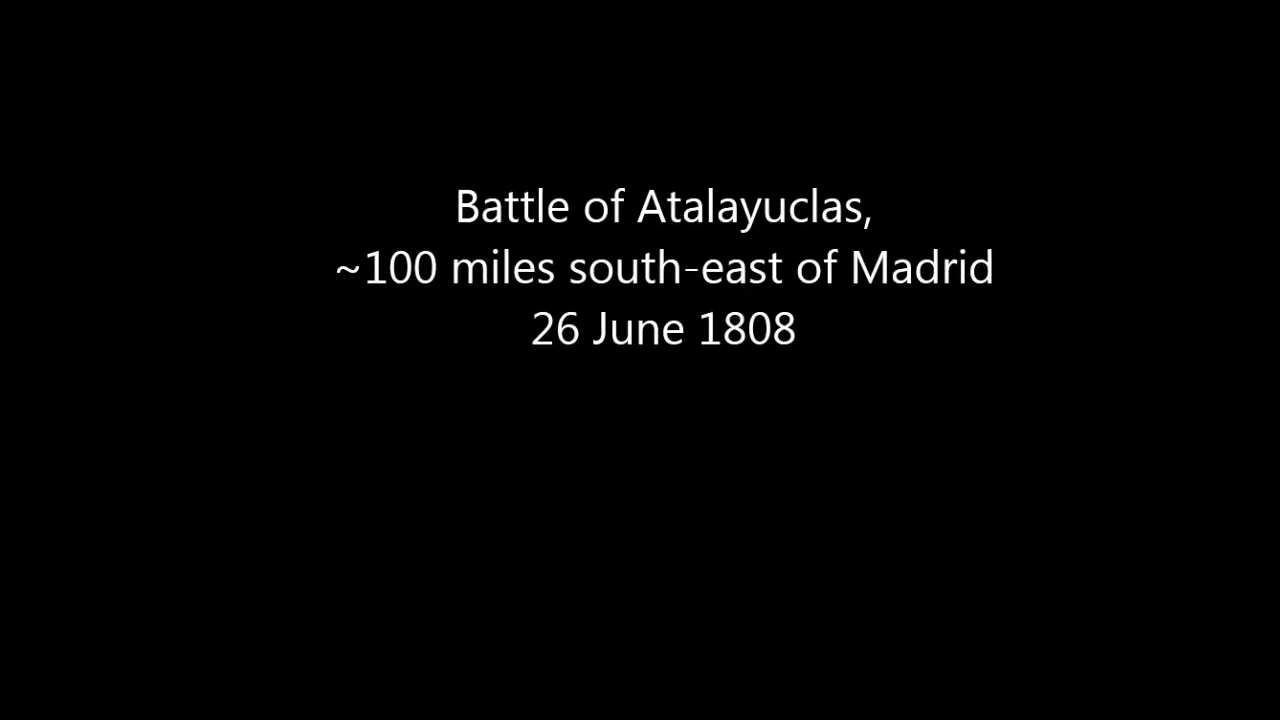 Battle of Atalayuclas,
~100 miles south-east of Madrid
26 June 1808